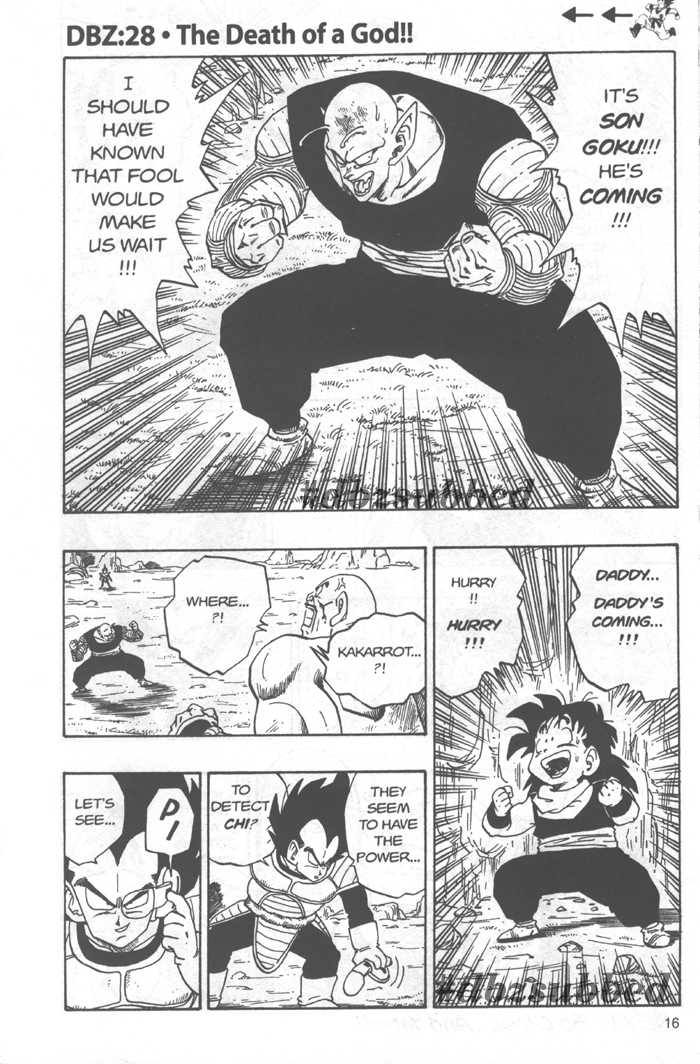 DBZ:28 • The Death of a God!!
IT'S
SON
GOKU!!!
HE'S
COMING
!!!
I
SHOULD
HAVE
KNOWN
THAT FOOL
WOULD
MAKE
US WAIT
!!!
#dbzsubbed
DADDY...
DADDY'S
COMING...
!!!
HURRY
!!
HURRY
!!!
KAKARROT...
?!
WHERE...
?!
THEY
SEEM
TO HAVE
THE
POWER...
TO
DETECT
CHI?
LET'S
SEE...
PI
#dbzsubbed
16